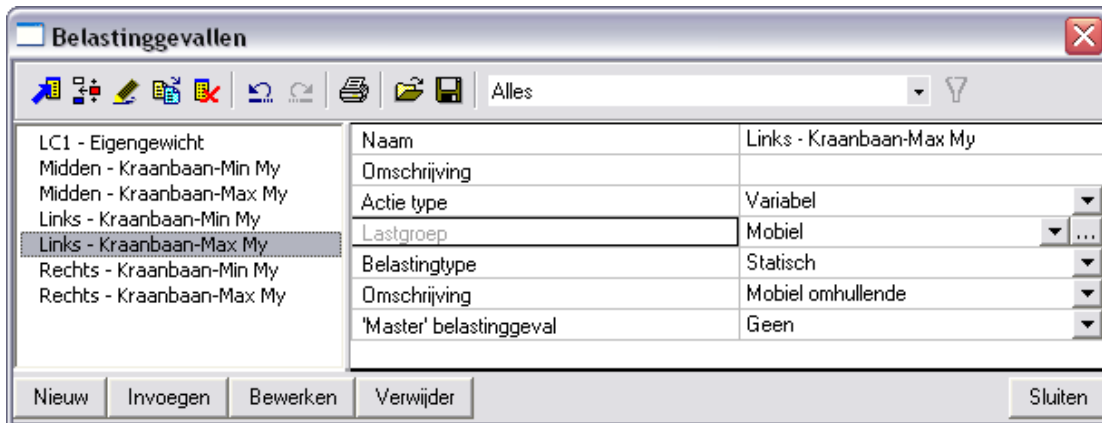 Belastinggevallen
Alles
LC1 - Eigengewicht
Midden - Kraanbaan-Min My
Midden - Kraanbaan-Max My
Links - Kraanbaan-Min My
Links - Kraanbaan-Max My
Rechts - Kraanbaan-Min My
Rechts - Kraanbaan-Max My
Naam Links - Kraanbaan-Max My
Omschrijving
Actie type Variabel
Lastgroep Mobiel ...
Belastingtype Statisch
Omschrijving Mobiel omhullende
'Master' belastinggeval Geen
Nieuw Invoegen Bewerken Verwijder Sluiten